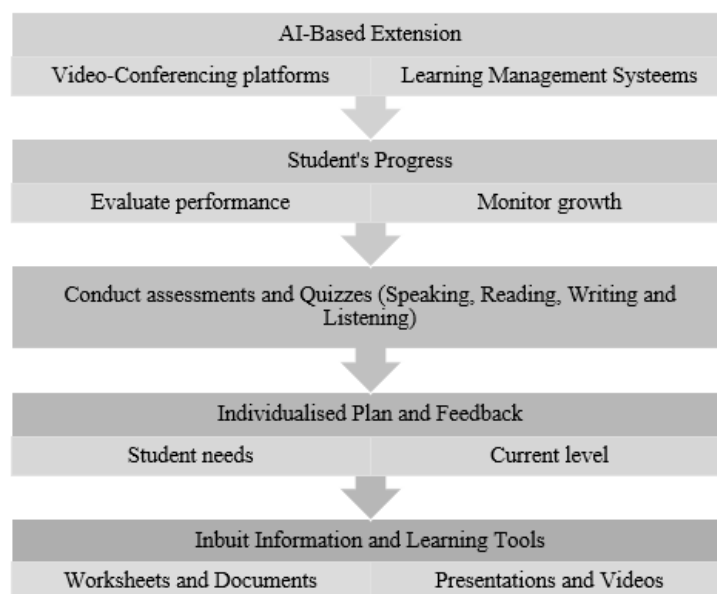 AI-Based Extension
Video-Conferencing platforms
Learning Management Systeems
Student's Progress
Evaluate performance
Monitor growth
Conduct assessments and Quizzes (Speaking, Reading, Writing and
Listening)
Individualised Plan and Feedback
Student needs
Current level
Inbuit Information and Learning Tools
Worksheets and Documents
Presentations and Videos